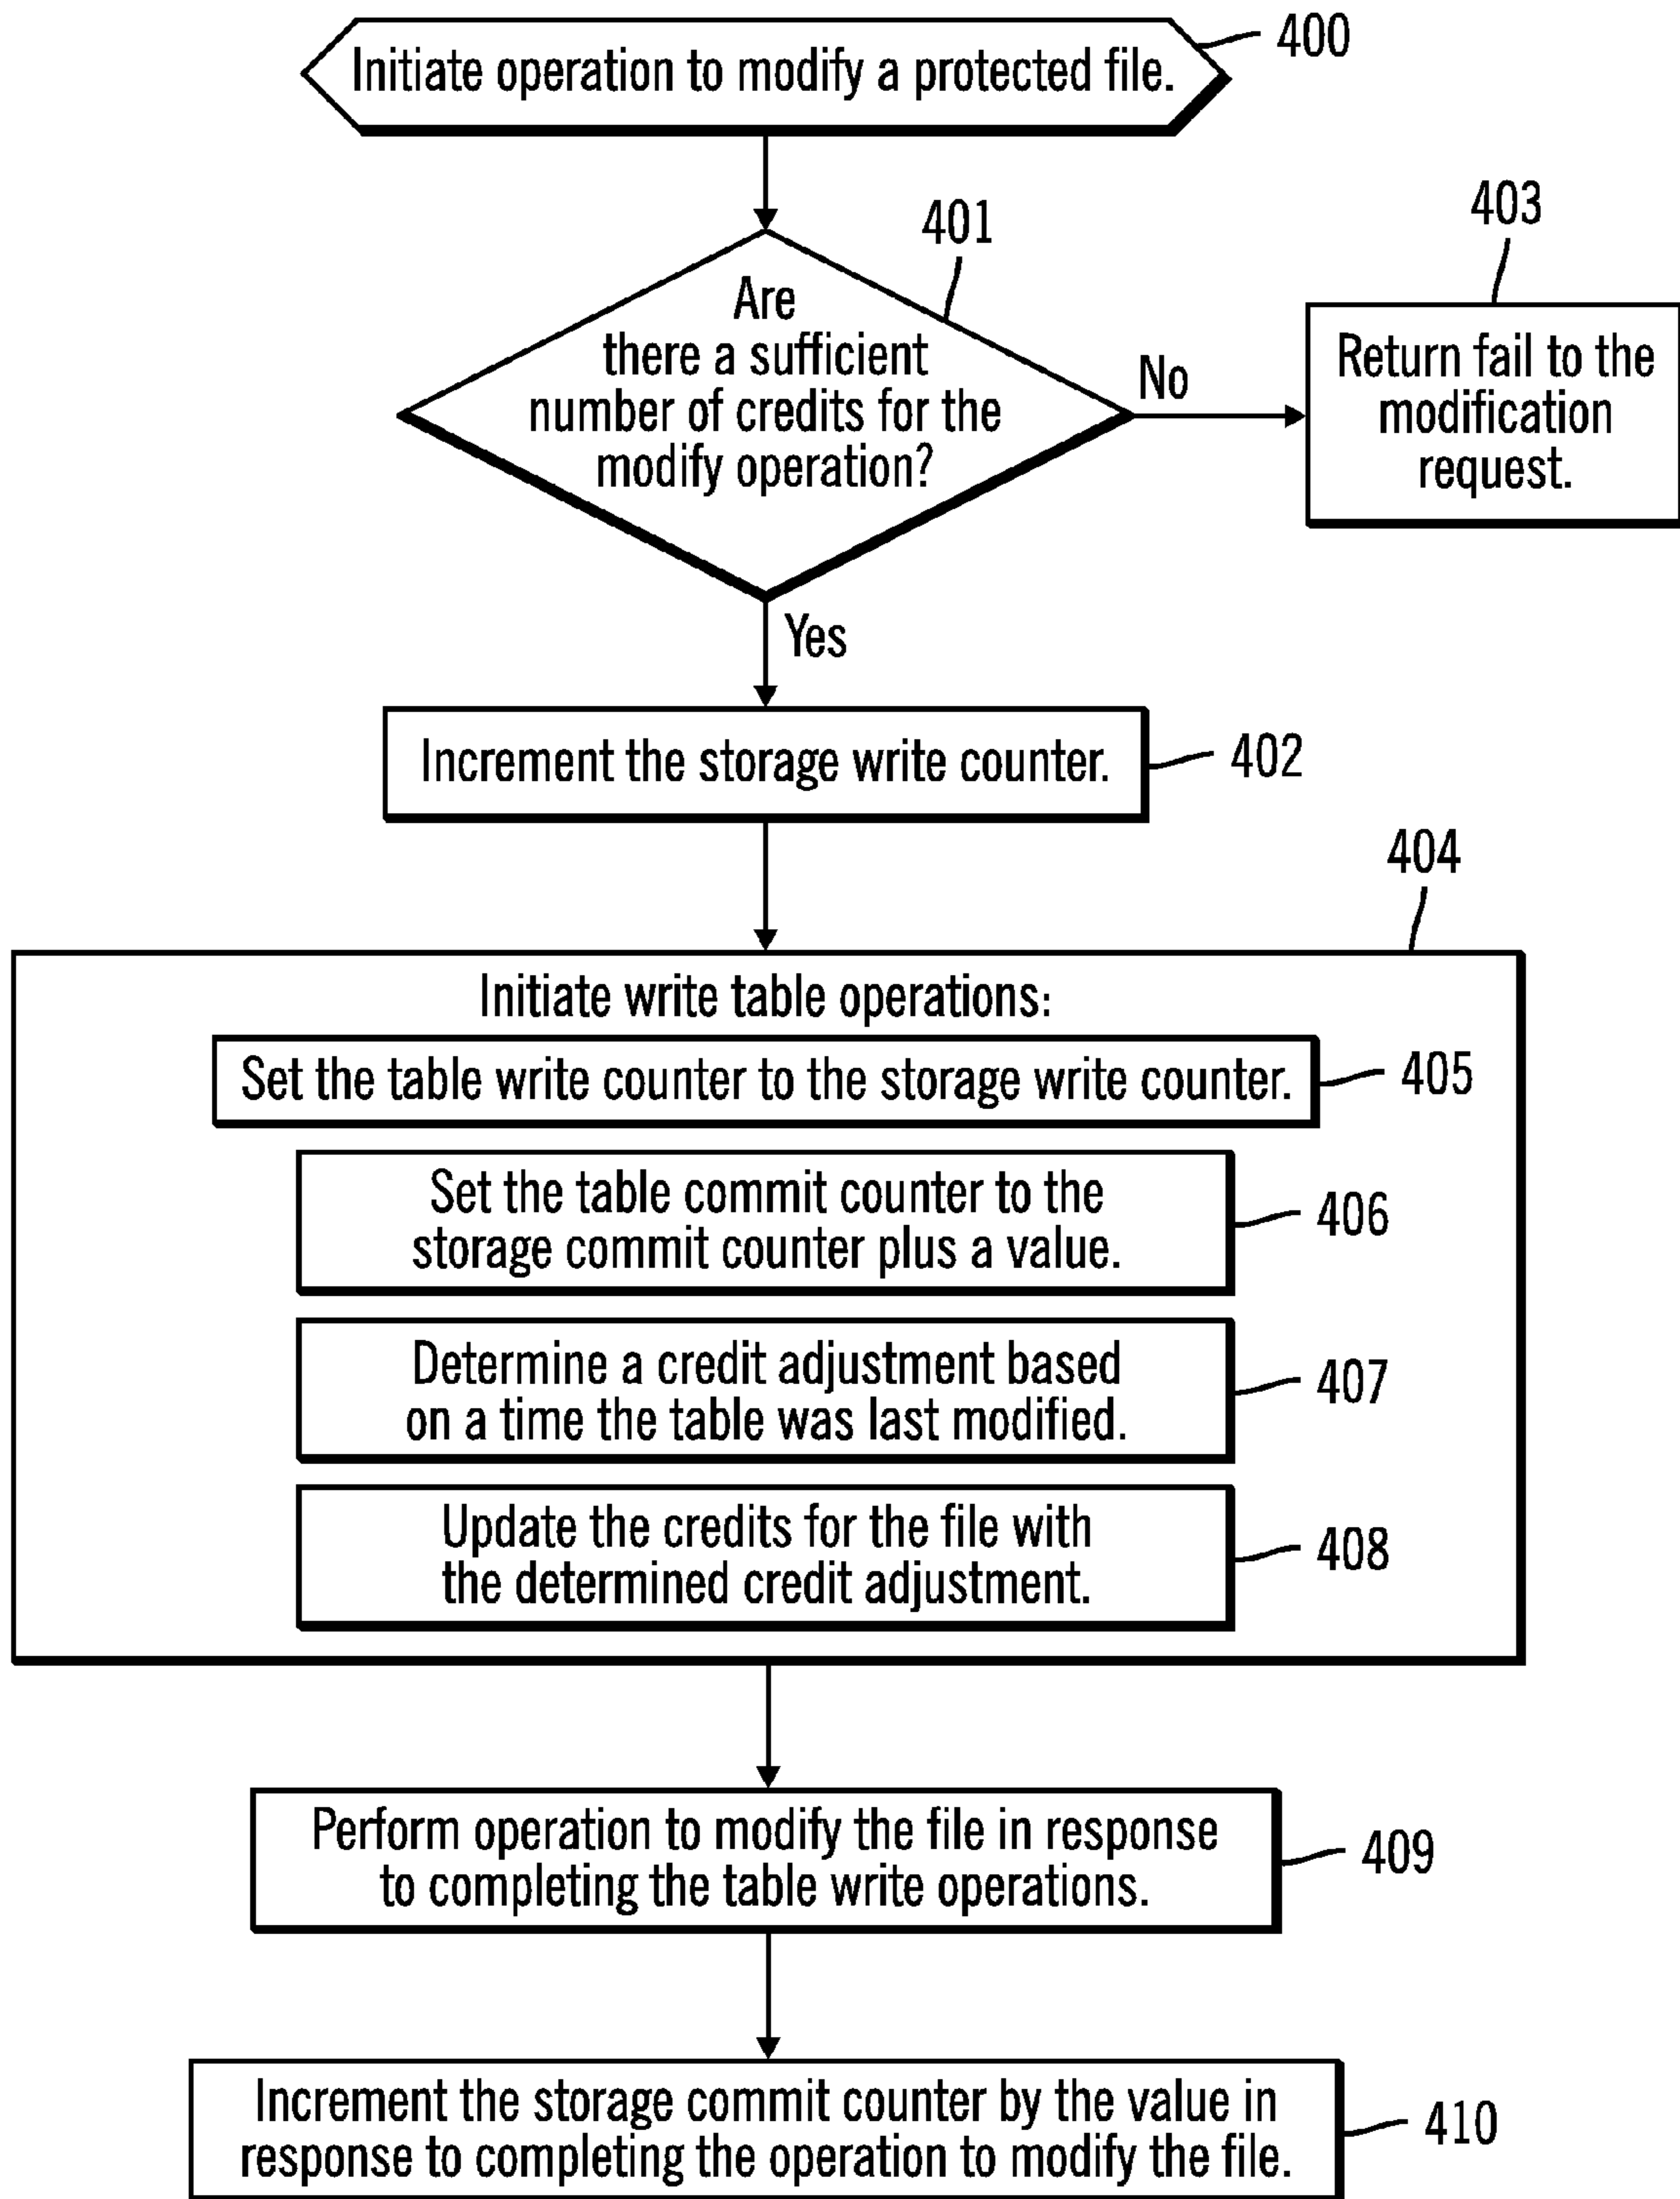 Initiate operation to modify a protected file.
400
401
Are
there a sufficient
number of credits for the
modify operation?
No
403
Return fail to the
modification
request.
Yes
Increment the storage write counter.
402
404
Initiate write table operations:
Set the table write counter to the storage write counter.
405
Set the table commit counter to the
storage commit counter plus a value.
406
Determine a credit adjustment based
on a time the table was last modified.
407
Update the credits for the file with
the determined credit adjustment.
408
Perform operation to modify the file in response
to completing the table write operations.
409
Increment the storage commit counter by the value in
response to completing the operation to modify the file.
410